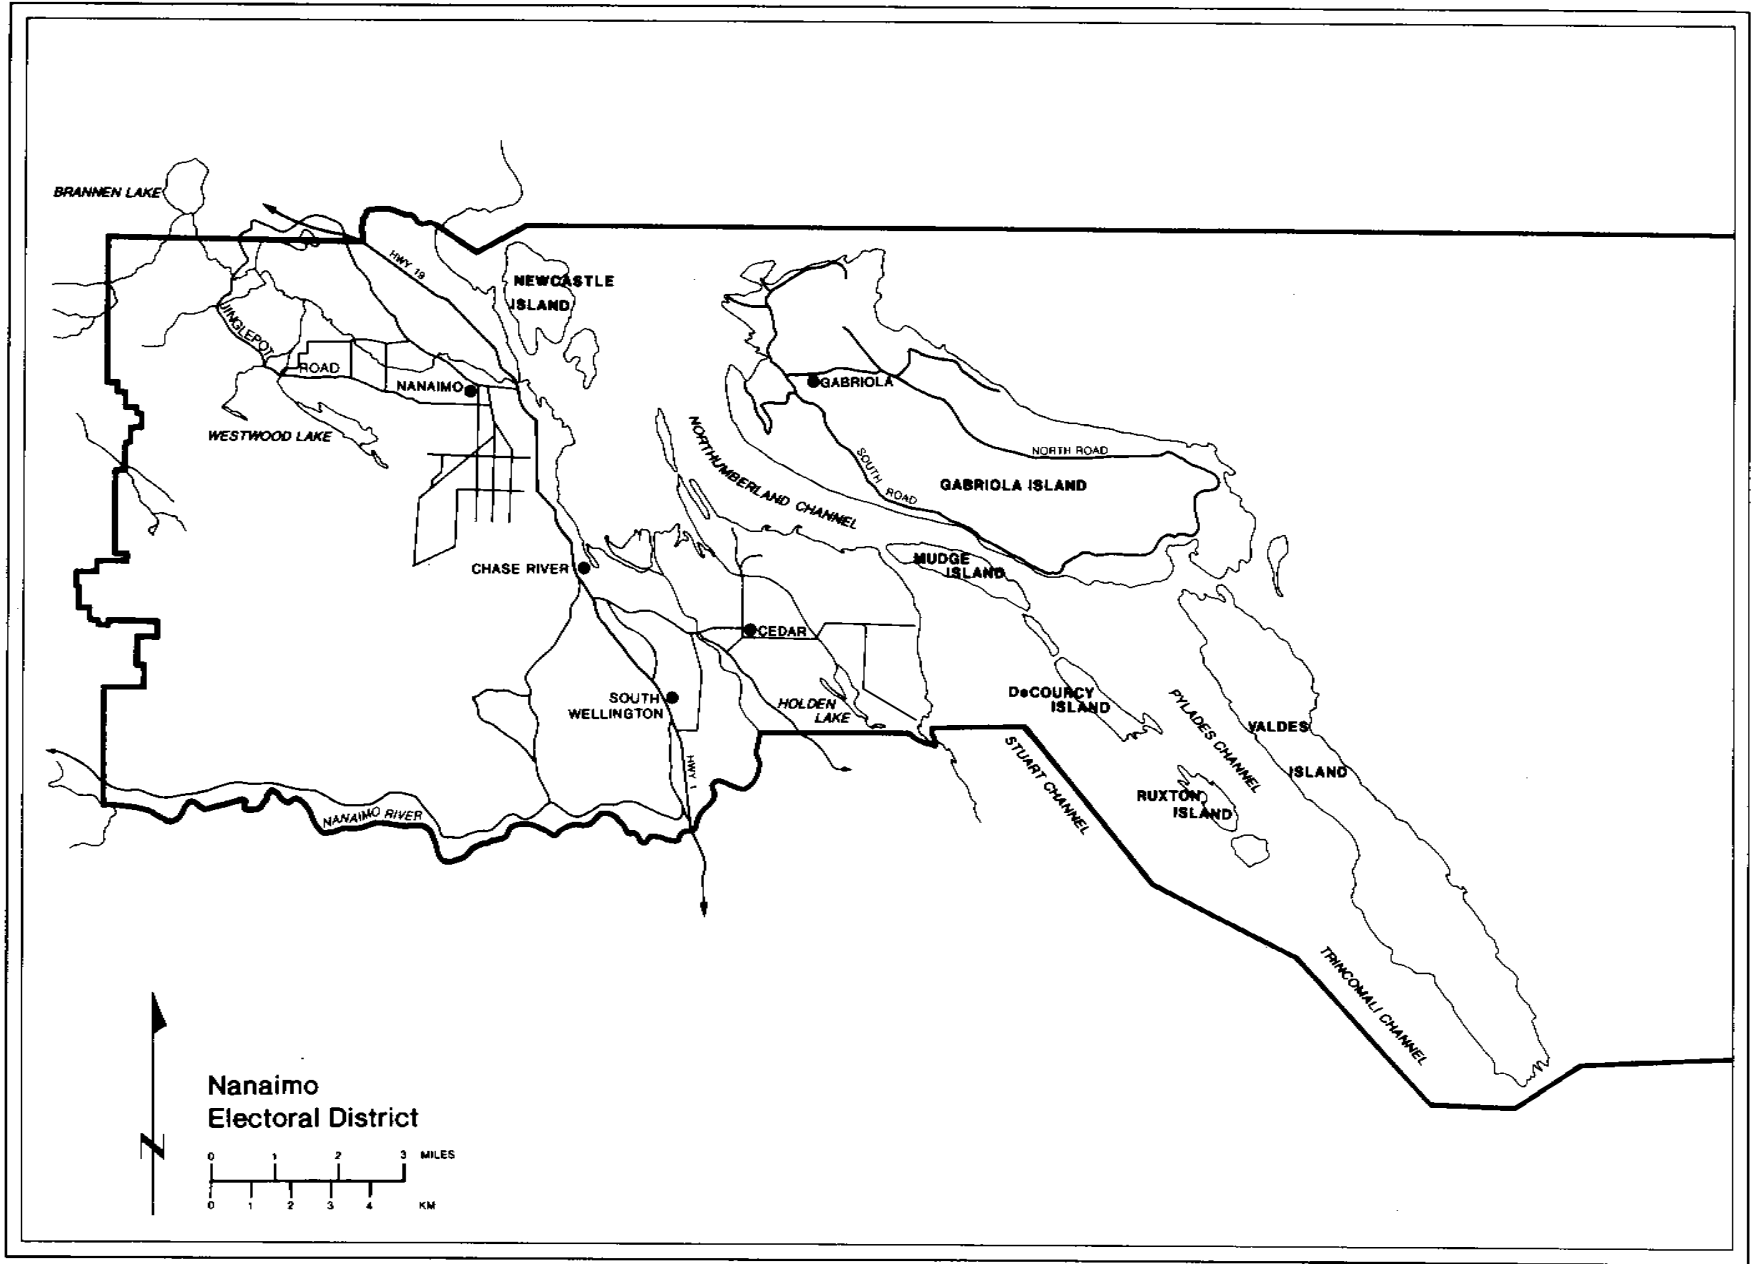 BRANNEN LAKE
HWY 19
NEWCASTLE
ISLAND
JINGLEPOT
ROAD
NANAIMO
GABRIOLA
WESTWOOD LAKE
NORTHUMBERLAND CHANNEL
SOUTH ROAD
NORTH ROAD
GABRIOLA ISLAND
CHASE RIVER
MUDGE
ISLAND
CEDAR
SOUTH
WELLINGTON
HOLDEN
LAKE
DeCOURCY
ISLAND
PYLADES CHANNEL
VALDES
ISLAND
STUART CHANNEL
HWY 1
RUXTON
ISLAND
NANAIMO RIVER
TRINCOMALI CHANNEL
N
Nanaimo
Electoral District
0 1 2 3 MILES
0 1 2 3 4 KM